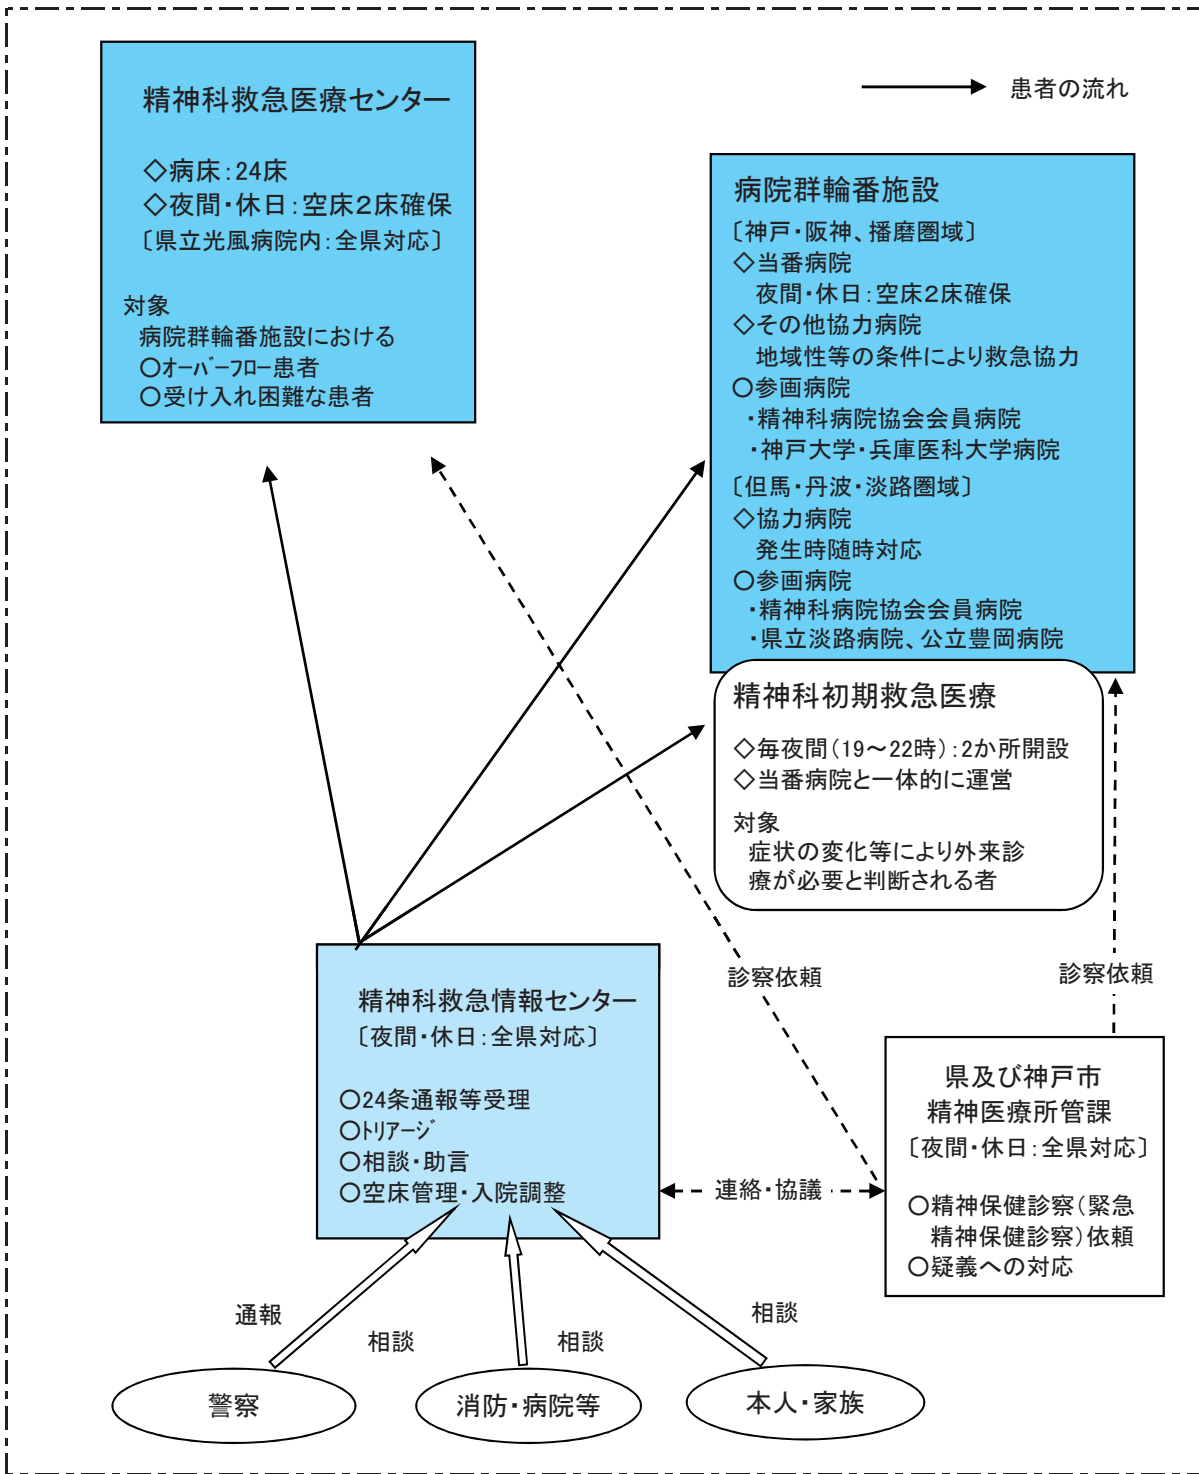 精神科救急医療センター
◇病床：24床
◇夜間・休日：空床２床確保
〔県立光風病院内：全県対応〕
対象
病院群輪番施設における
○ｵｰﾊﾞｰﾌﾛｰ患者
○受け入れ困難な患者
患者の流れ
病院群輪番施設
〔神戸・阪神、播磨圏域〕
◇当番病院
夜間・休日：空床２床確保
◇その他協力病院
地域性等の条件により救急協力
○参画病院
・精神科病院協会会員病院
・神戸大学・兵庫医科大学病院
〔但馬・丹波・淡路圏域〕
◇協力病院
発生時随時対応
○参画病院
・精神科病院協会会員病院
・県立淡路病院、公立豊岡病院
精神科初期救急医療
◇毎夜間（19～22時）：2か所開設
◇当番病院と一体的に運営
対象
症状の変化等により外来診
療が必要と判断される者
診察依頼
診察依頼
精神科救急情報センター
〔夜間・休日：全県対応〕
○24条通報等受理
○ﾄﾘｱｰｼﾞ
○相談・助言
○空床管理・入院調整
連絡・協議
県及び神戸市
精神医療所管課
〔夜間・休日：全県対応〕
○精神保健診察（緊急
精神保健診察）依頼
○疑義への対応
通報
相談
相談
相談
警察
消防・病院等
本人・家族